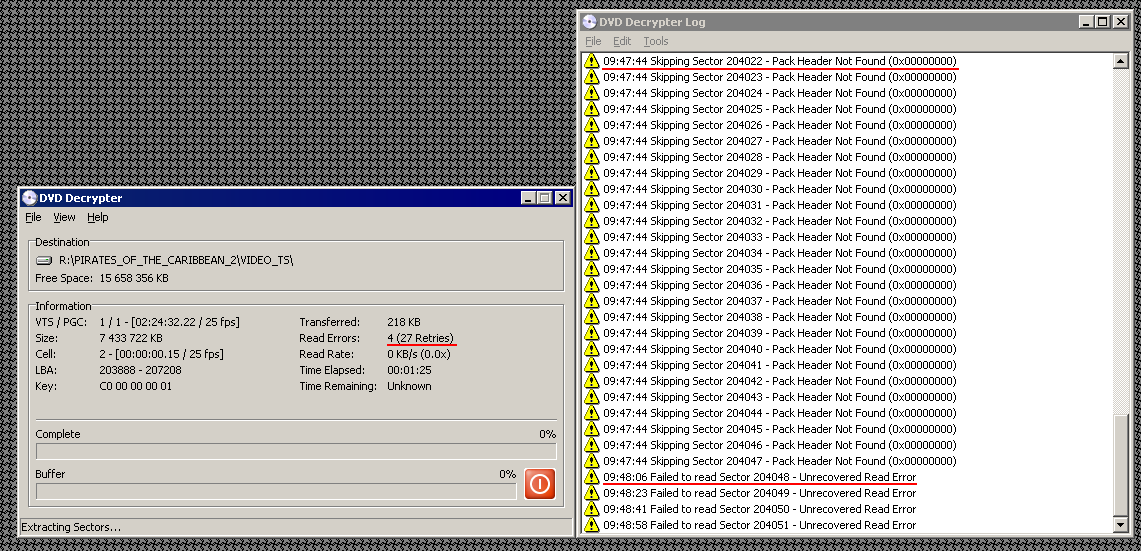 DVD Decrypter Log
File Edit Tools
09:47:44 Skipping Sector 204022 - Pack Header Not Found (0x00000000)
09:47:44 Skipping Sector 204023 - Pack Header Not Found (0x00000000)
09:47:44 Skipping Sector 204024 - Pack Header Not Found (0x00000000)
09:47:44 Skipping Sector 204025 - Pack Header Not Found (0x00000000)
09:47:44 Skipping Sector 204026 - Pack Header Not Found (0x00000000)
09:47:44 Skipping Sector 204027 - Pack Header Not Found (0x00000000)
09:47:44 Skipping Sector 204028 - Pack Header Not Found (0x00000000)
09:47:44 Skipping Sector 204029 - Pack Header Not Found (0x00000000)
09:47:44 Skipping Sector 204030 - Pack Header Not Found (0x00000000)
09:47:44 Skipping Sector 204031 - Pack Header Not Found (0x00000000)
09:47:44 Skipping Sector 204032 - Pack Header Not Found (0x00000000)
09:47:44 Skipping Sector 204033 - Pack Header Not Found (0x00000000)
09:47:44 Skipping Sector 204034 - Pack Header Not Found (0x00000000)
09:47:44 Skipping Sector 204035 - Pack Header Not Found (0x00000000)
09:47:44 Skipping Sector 204036 - Pack Header Not Found (0x00000000)
09:47:44 Skipping Sector 204037 - Pack Header Not Found (0x00000000)
09:47:44 Skipping Sector 204038 - Pack Header Not Found (0x00000000)
09:47:44 Skipping Sector 204039 - Pack Header Not Found (0x00000000)
09:47:44 Skipping Sector 204040 - Pack Header Not Found (0x00000000)
09:47:44 Skipping Sector 204041 - Pack Header Not Found (0x00000000)
09:47:44 Skipping Sector 204042 - Pack Header Not Found (0x00000000)
09:47:44 Skipping Sector 204043 - Pack Header Not Found (0x00000000)
09:47:44 Skipping Sector 204044 - Pack Header Not Found (0x00000000)
09:47:44 Skipping Sector 204045 - Pack Header Not Found (0x00000000)
09:47:44 Skipping Sector 204046 - Pack Header Not Found (0x00000000)
09:47:44 Skipping Sector 204047 - Pack Header Not Found (0x00000000)
09:48:06 Failed to read Sector 204048 - Unrecovered Read Error
09:48:23 Failed to read Sector 204049 - Unrecovered Read Error
09:48:41 Failed to read Sector 204050 - Unrecovered Read Error
09:48:58 Failed to read Sector 204051 - Unrecovered Read Error
DVD Decrypter
File View Help
Destination
R:\PIRATES_OF_THE_CARIBBEAN_2\VIDEO_TS\
Free Space: 15 658 356 KB
Information
VTS / PGC: 1 / 1 - [02:24:32.22 / 25 fps] Transferred: 218 KB
Size: 7 433 722 KB Read Errors: 4 (27 Retries)
Cell: 2 - [00:00:00.15 / 25 fps] Read Rate: 0 KB/s (0.0x)
LBA: 203888 - 207208 Time Elapsed: 00:01:25
Key: C0 00 00 00 01 Time Remaining: Unknown
Complete 0%
Buffer 0%
Extracting Sectors...